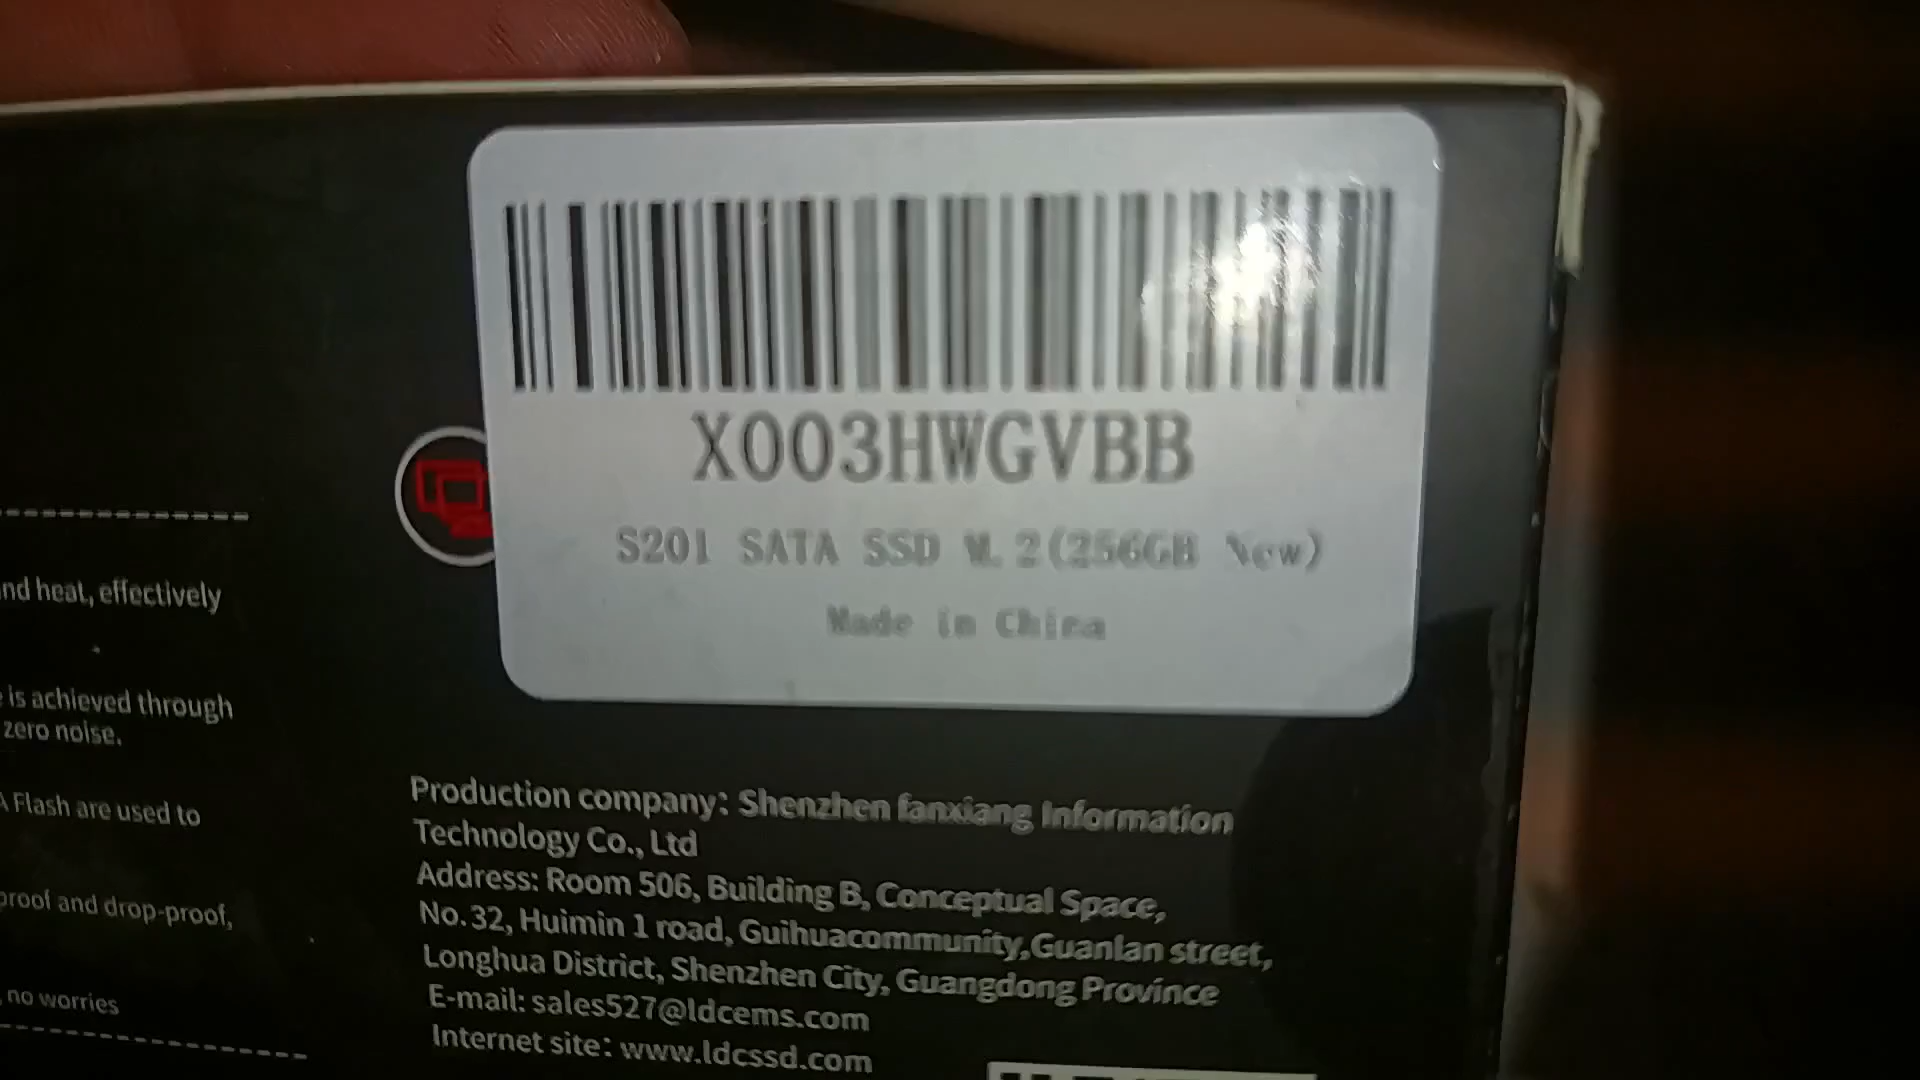 X003HWGVBB
S201 SATA SSD M.2(256GB New)
Made in China
nd heat, effectively
is achieved through
zero noise.
A Flash are used to
proof and drop-proof,
no worries
Production company: Shenzhen fanxiang Information
Technology Co., Ltd
Address: Room 506, Building B, Conceptual Space,
No.32, Huimin 1 road, Guihuacommunity,Guanlan street,
Longhua District, Shenzhen City, Guangdong Province
E-mail: sales527@ldcems.com
Internet site: www.ldcssd.com